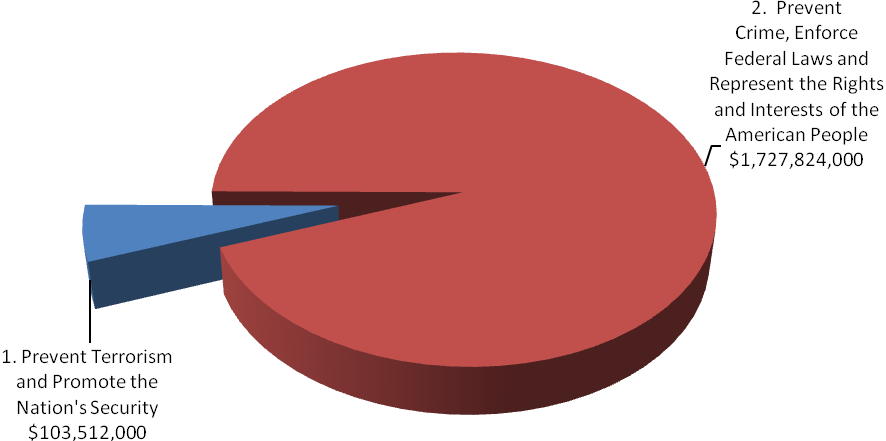 2. Prevent
Crime, Enforce
Federal Laws and
Represent the Rights
and Interests of the
American People
$1,727,824,000
1. Prevent Terrorism
and Promote the
Nation's Security
$103,512,000